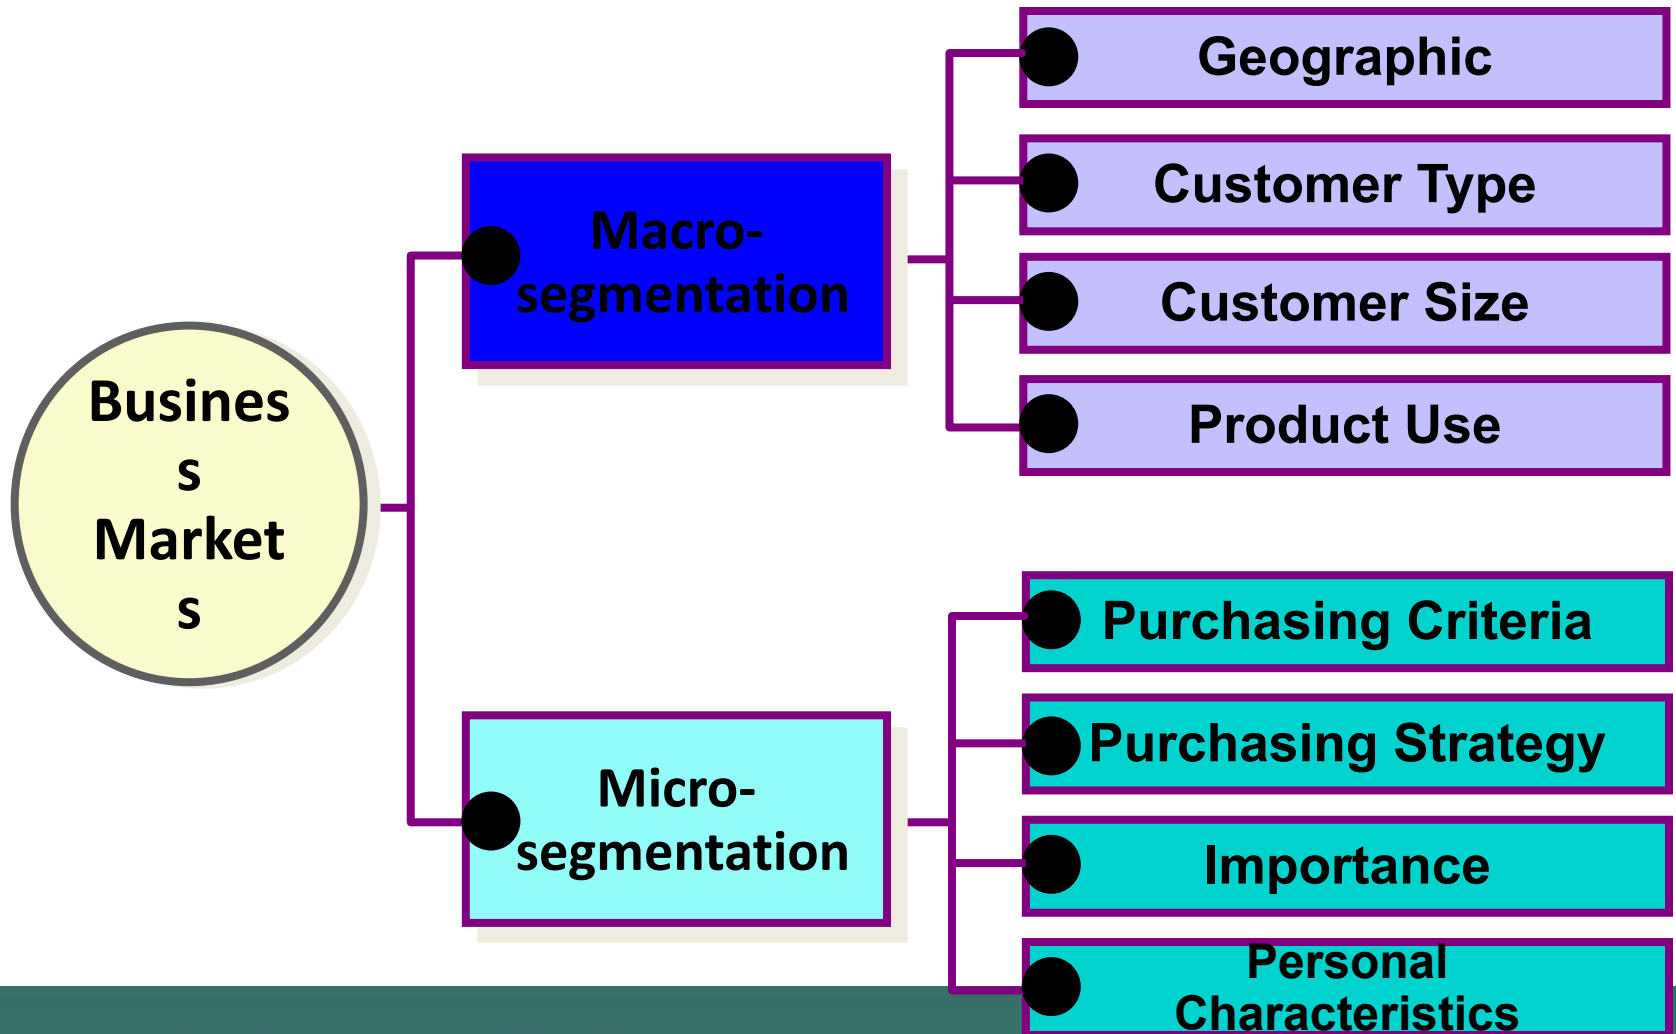 Busines
s
Market
s
Macro-
segmentation
Geographic
Customer Type
Customer Size
Product Use
Micro-
segmentation
Purchasing Criteria
Purchasing Strategy
Importance
Personal
Characteristics